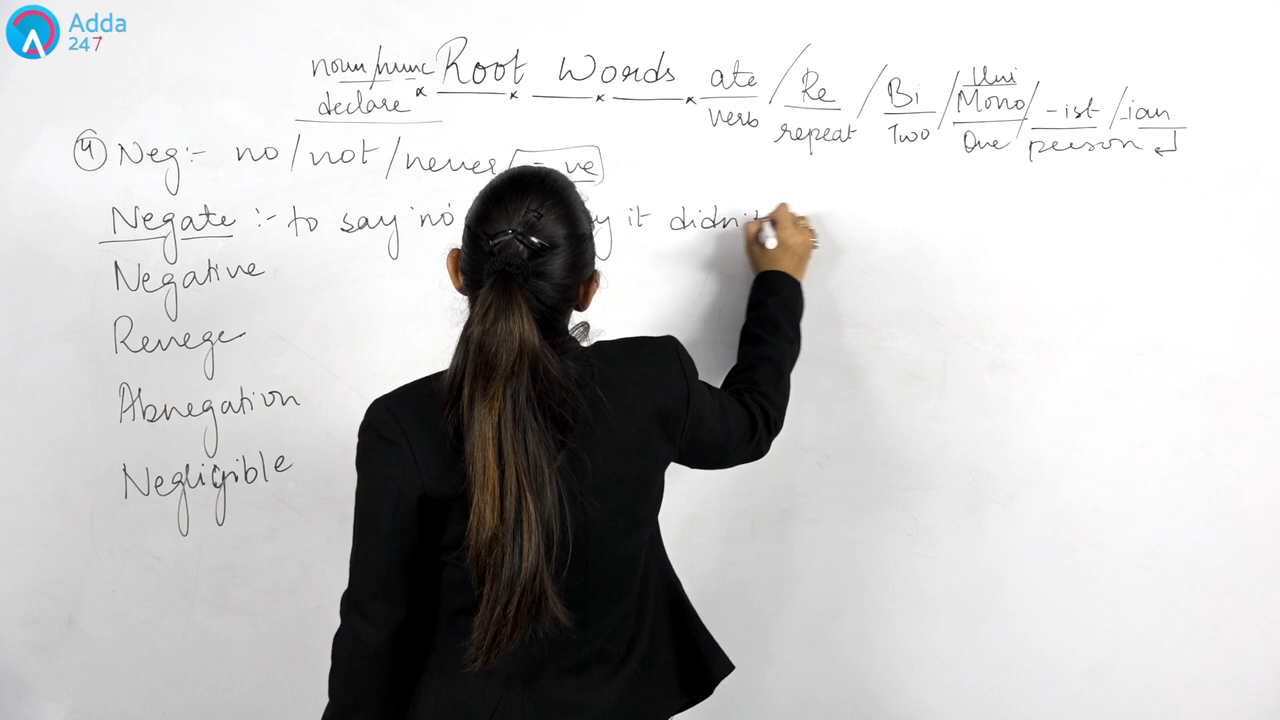 Adda
247
noun/nunc Root Words ate / Re / Bi / Uni Mono / -ist / -ian
declare verb repeat Two One person
4 Neg:- no/not/never -ve
Negate :- to say 'no' y it didn't
Negative
Renege
Abnegation
Negligible